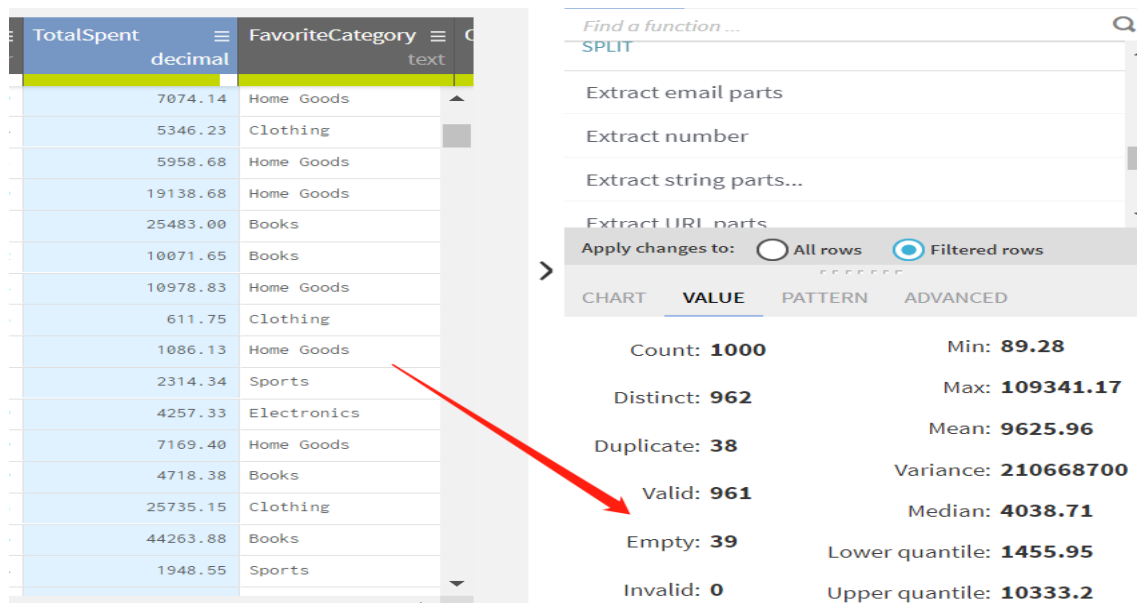 TotalSpent
decimal
FavoriteCategory
text
7074.14 Home Goods
5346.23 Clothing
5958.68 Home Goods
19138.68 Home Goods
25483.00 Books
10071.65 Books
10978.83 Home Goods
611.75 Clothing
1086.13 Home Goods
2314.34 Sports
4257.33 Electronics
7169.40 Home Goods
4718.38 Books
25735.15 Clothing
44263.88 Books
1948.55 Sports
Find a function ...
SPLIT
Extract email parts
Extract number
Extract string parts...
Extract URL parts
Apply changes to: All rows Filtered rows
CHART VALUE PATTERN ADVANCED
Count: 1000
Distinct: 962
Duplicate: 38
Valid: 961
Empty: 39
Invalid: 0
Min: 89.28
Max: 109341.17
Mean: 9625.96
Variance: 210668700
Median: 4038.71
Lower quantile: 1455.95
Upper quantile: 10333.2